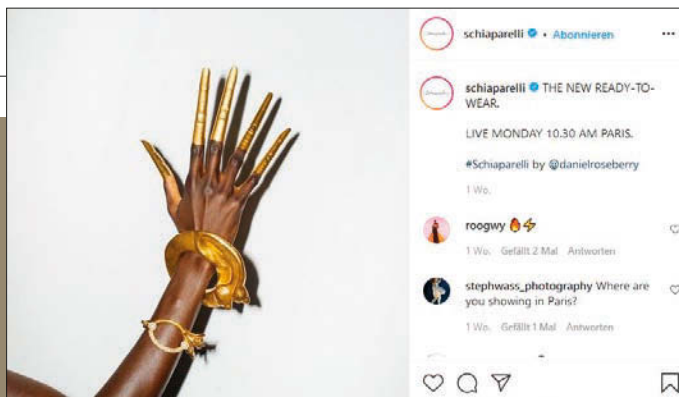 schiaparelli • Abonnieren
schiaparelli THE NEW READY-TO-
WEAR.
LIVE MONDAY 10.30 AM PARIS.
#Schiaparelli by @danielroseberry
1 Wo.
roogwy 🔥⚡
1 Wo. Gefällt 2 Mal Antworten
stephwass_photography Where are
you showing in Paris?
1 Wo. Gefällt 1 Mal Antworten